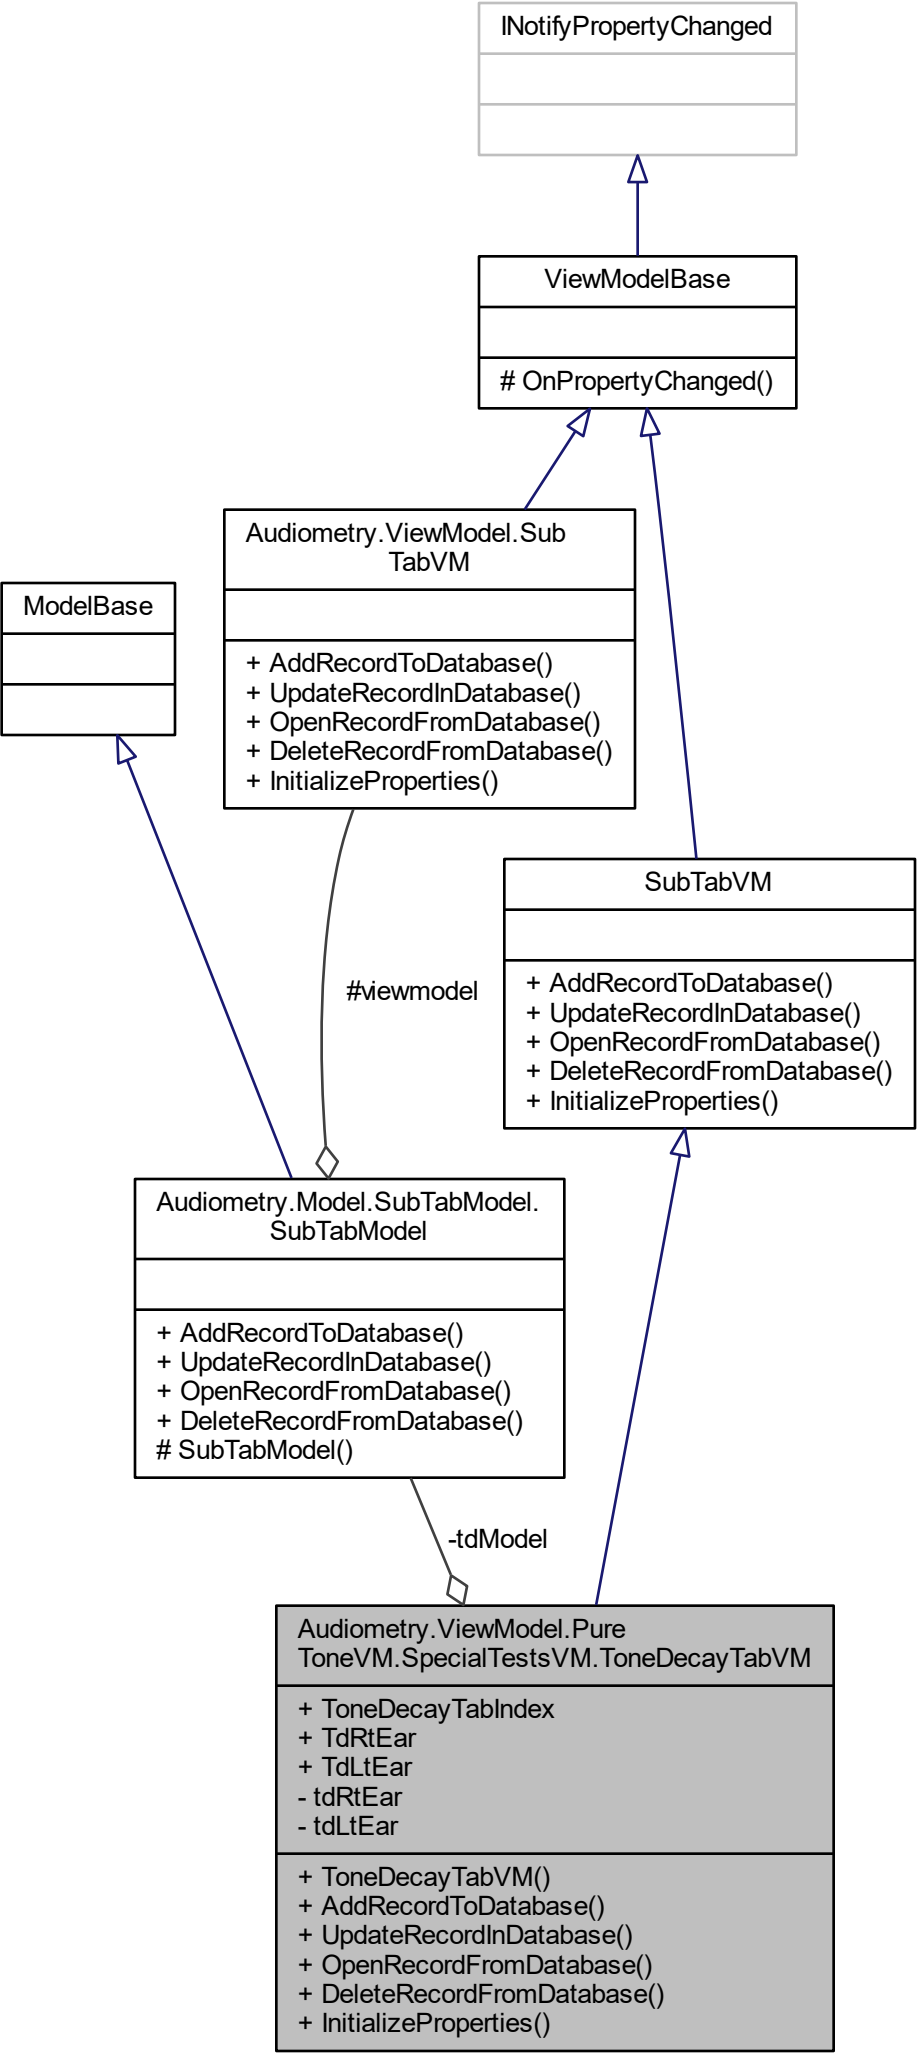 INotifyPropertyChanged
ViewModelBase
# OnPropertyChanged()
Audiometry.ViewModel.Sub
TabVM
+ AddRecordToDatabase()
+ UpdateRecordInDatabase()
+ OpenRecordFromDatabase()
+ DeleteRecordFromDatabase()
+ InitializeProperties()
ModelBase
SubTabVM
+ AddRecordToDatabase()
+ UpdateRecordInDatabase()
+ OpenRecordFromDatabase()
+ DeleteRecordFromDatabase()
+ InitializeProperties()
#viewmodel
Audiometry.Model.SubTabModel.
SubTabModel
+ AddRecordToDatabase()
+ UpdateRecordInDatabase()
+ OpenRecordFromDatabase()
+ DeleteRecordFromDatabase()
# SubTabModel()
-tdModel
Audiometry.ViewModel.Pure
ToneVM.SpecialTestsVM.ToneDecayTabVM
+ ToneDecayTabIndex
+ TdRtEar
+ TdLtEar
- tdRtEar
- tdLtEar
+ ToneDecayTabVM()
+ AddRecordToDatabase()
+ UpdateRecordInDatabase()
+ OpenRecordFromDatabase()
+ DeleteRecordFromDatabase()
+ InitializeProperties()